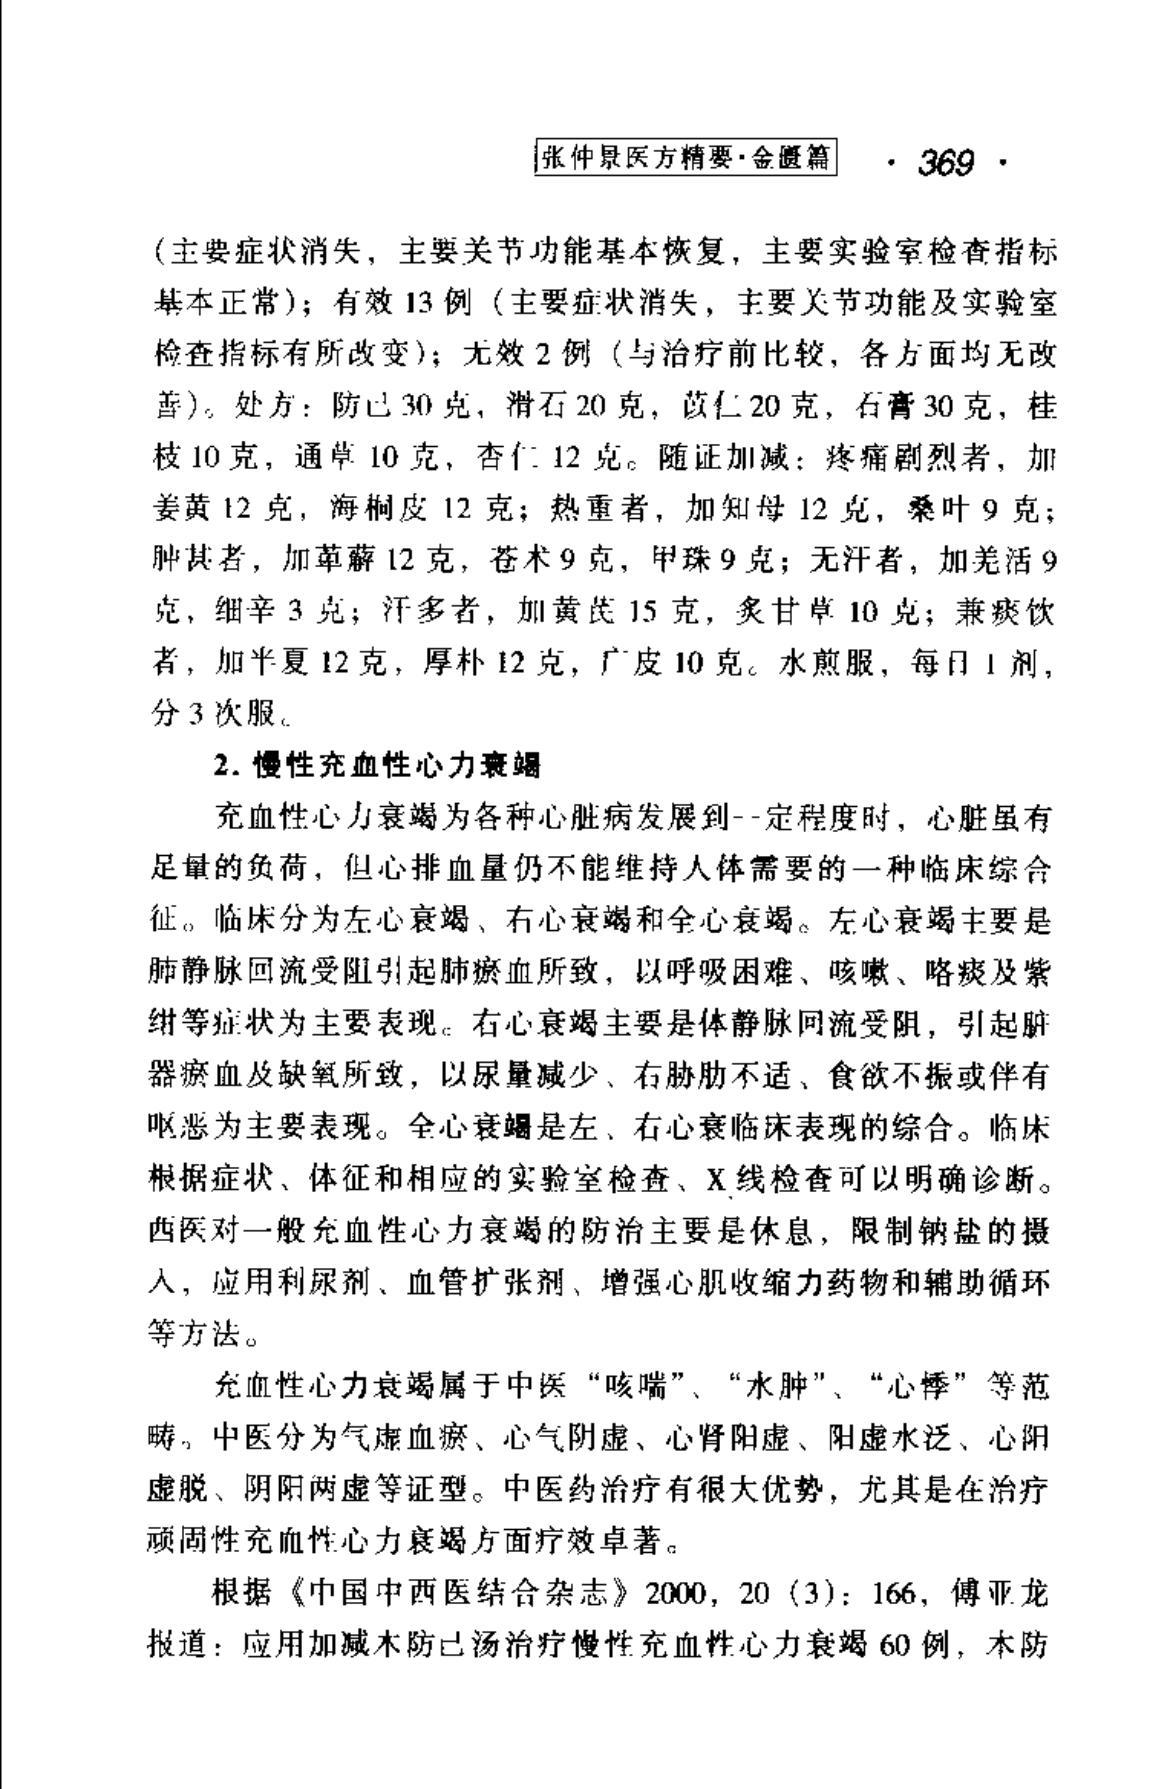 张仲景医方精要·金匮篇 · 369 ·
(主要症状消失，主要关节功能基本恢复，主要实验室检查指标
基本正常)；有效 13 例（主要症状消失，主要关节功能及实验室
检查指标有所改变)；无效 2 例（与治疗前比较，各方面均无改
善)。处方：防己 30 克，滑石 20 克，苡仁 20 克，石膏 30 克，桂
枝 10 克，通草 10 克，杏仁 12 克。随证加减：疼痛剧烈者，加
姜黄 12 克，海桐皮 12 克；热重者，加知母 12 克，桑叶 9 克；
肿甚者，加萆薢 12 克，苍术 9 克，甲珠 9 克；无汗者，加羌活 9
克，细辛 3 克；汗多者，加黄芪 15 克，炙甘草 10 克；兼痰饮
者，加半夏 12 克，厚朴 12 克，广皮 10 克。水煎服，每日 1 剂，
分 3 次服。
2. 慢性充血性心力衰竭
充血性心力衰竭为各种心脏病发展到一定程度时，心脏虽有
足量的负荷，但心排血量仍不能维持人体需要的一种临床综合
征。临床分为左心衰竭、右心衰竭和全心衰竭。左心衰竭主要是
肺静脉回流受阻引起肺瘀血所致，以呼吸困难、咳嗽、咯痰及紫
绀等症状为主要表现。右心衰竭主要是体静脉回流受阻，引起脏
器瘀血及缺氧所致，以尿量减少、右胁肋不适、食欲不振或伴有
呕恶为主要表现。全心衰竭是左、右心衰临床表现的综合。临床
根据症状、体征和相应的实验室检查、X 线检查可以明确诊断。
西医对一般充血性心力衰竭的防治主要是休息，限制钠盐的摄
入，应用利尿剂、血管扩张剂、增强心肌收缩力药物和辅助循环
等方法。
充血性心力衰竭属于中医“咳喘”、“水肿”、“心悸”等范
畴。中医分为气虚血瘀、心气阴虚、心肾阳虚、阳虚水泛、心阳
虚脱、阴阳两虚等证型。中医药治疗有很大优势，尤其是在治疗
顽固性充血性心力衰竭方面疗效卓著。
根据《中国中西医结合杂志》2000，20（3）：166，傅亚龙
报道：应用加减木防己汤治疗慢性充血性心力衰竭 60 例，木防